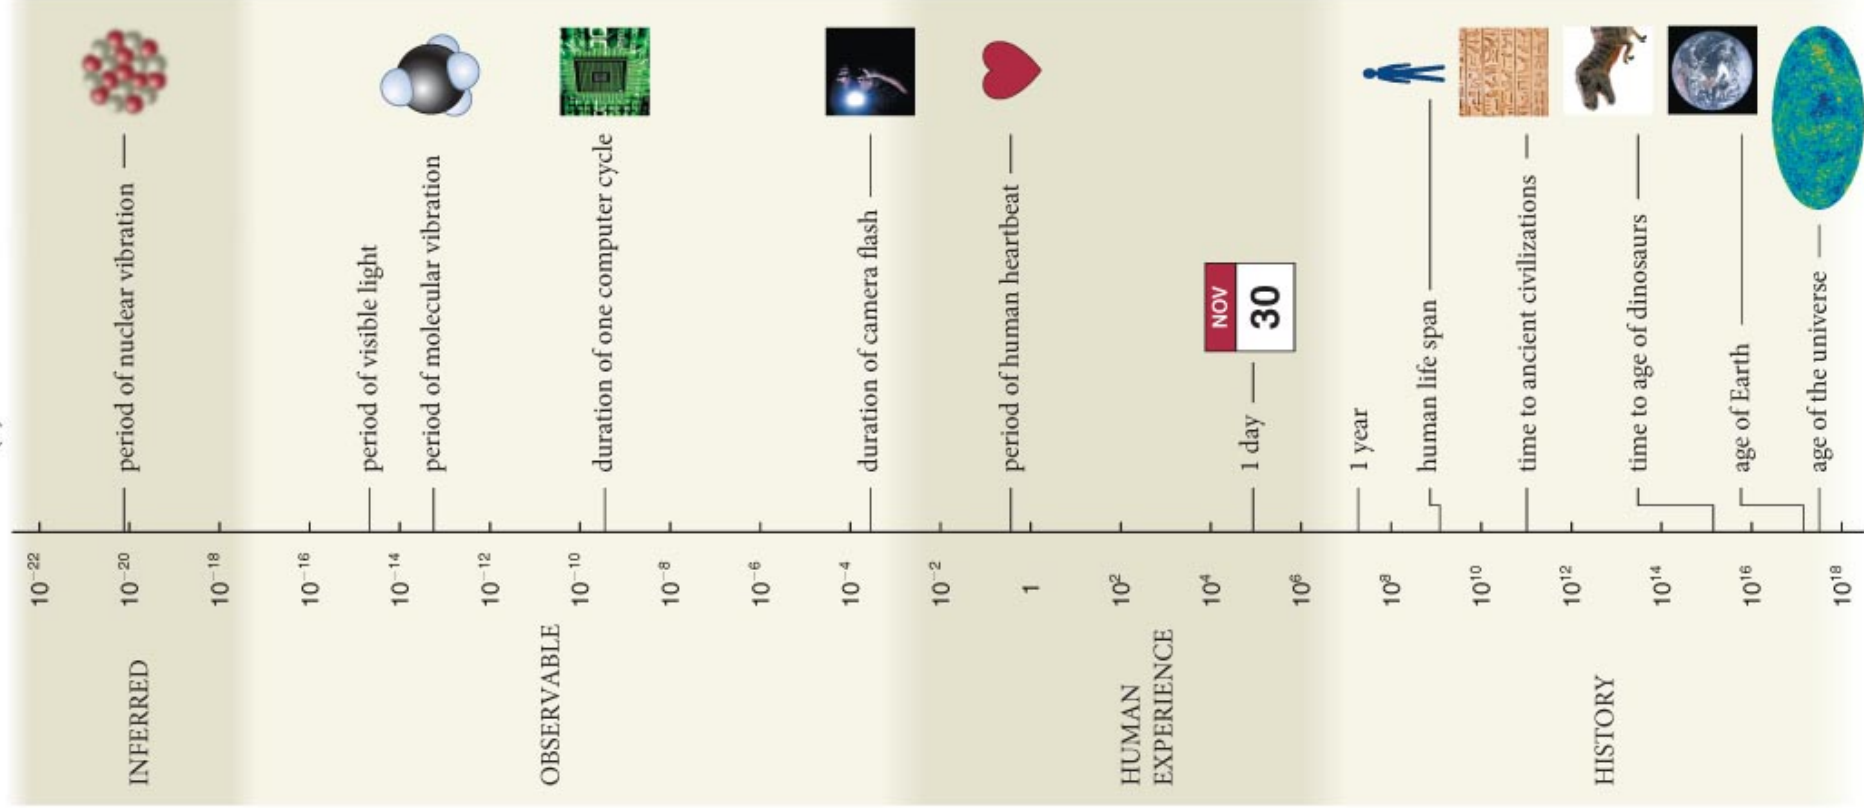 10⁻²²
10⁻²⁰
10⁻¹⁸
10⁻¹⁶
10⁻¹⁴
10⁻¹²
10⁻¹⁰
10⁻⁸
10⁻⁶
10⁻⁴
10⁻²
1
10²
10⁴
10⁶
10⁸
10¹⁰
10¹²
10¹⁴
10¹⁶
10¹⁸
INFERRED
OBSERVABLE
HUMAN
EXPERIENCE
HISTORY
period of nuclear vibration
period of visible light
period of molecular vibration
duration of one computer cycle
duration of camera flash
period of human heartbeat
1 day
NOV
30
1 year
human life span
time to ancient civilizations
time to age of dinosaurs
age of Earth
age of the universe